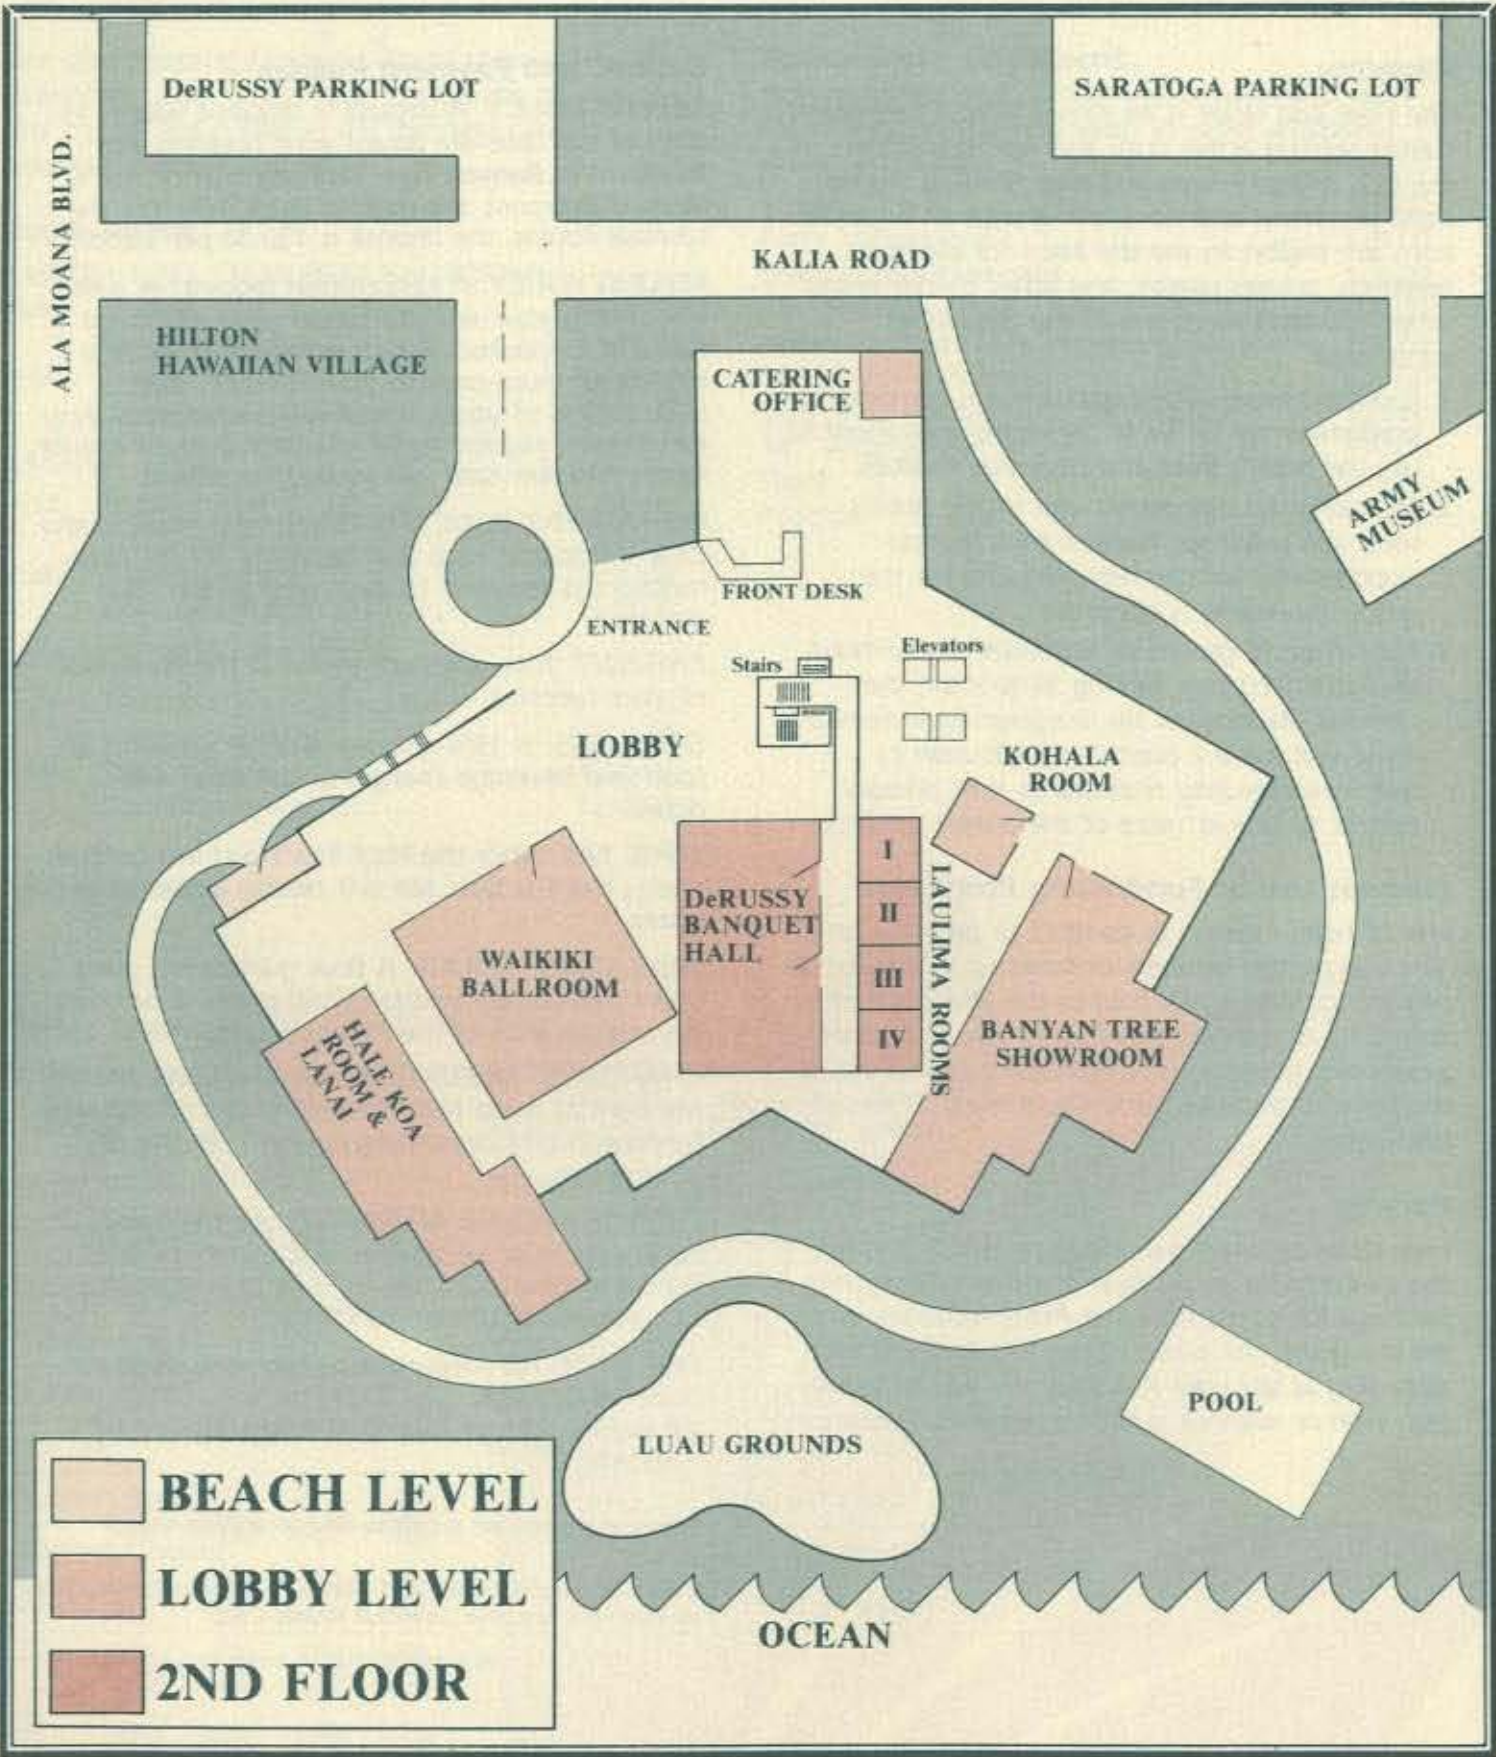 DeRUSSY PARKING LOT
SARATOGA PARKING LOT
ALA MOANA BLVD.
KALIA ROAD
HILTON
HAWAIIAN VILLAGE
CATERING
OFFICE
ARMY
MUSEUM
FRONT DESK
ENTRANCE
Elevators
Stairs
LOBBY
KOHALA
ROOM
I
II
III
IV
LAULIMA ROOMS
DeRUSSY
BANQUET
HALL
WAIKIKI
BALLROOM
BANYAN TREE
SHOWROOM
HALE KOA
ROOM &
LANAI
POOL
LUAU GROUNDS
BEACH LEVEL
LOBBY LEVEL
2ND FLOOR
OCEAN